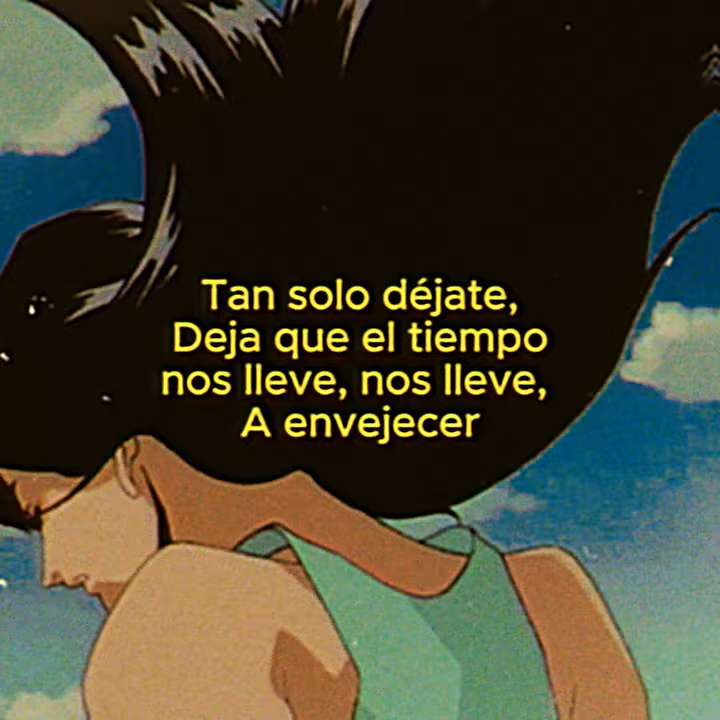 Tan solo déjate,
Deja que el tiempo
nos lleve, nos lleve,
A envejecer